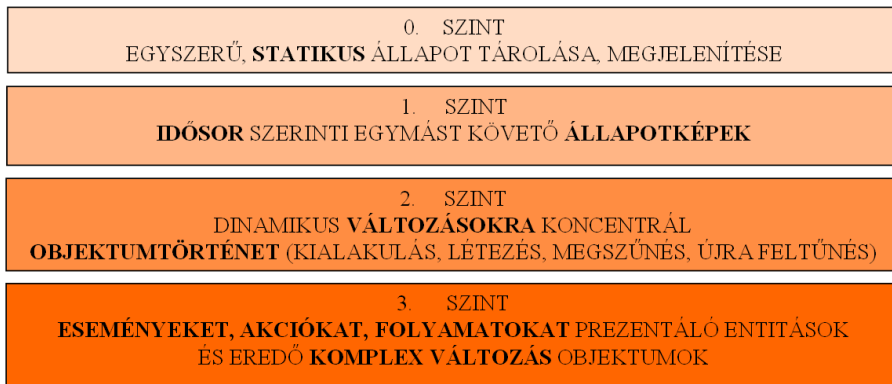 0. SZINT
EGYSZERŰ, STATIKUS ÁLLAPOT TÁROLÁSA, MEGJELENÍTÉSE
1. SZINT
IDŐSOR SZERINTI EGYMÁST KÖVETŐ ÁLLAPOTKÉPEK
2. SZINT
DINAMIKUS VÁLTOZÁSOKRA KONCENTRÁL
OBJEKTUMTÖRTÉNET (KIALAKULÁS, LÉTEZÉS, MEGSZŰNÉS, ÚJRA FELTŰNÉS)
3. SZINT
ESEMÉNYEKET, AKCIÓKAT, FOLYAMATOKAT PREZENTÁLÓ ENTITÁSOK
ÉS EREDŐ KOMPLEX VÁLTOZÁS OBJEKTUMOK